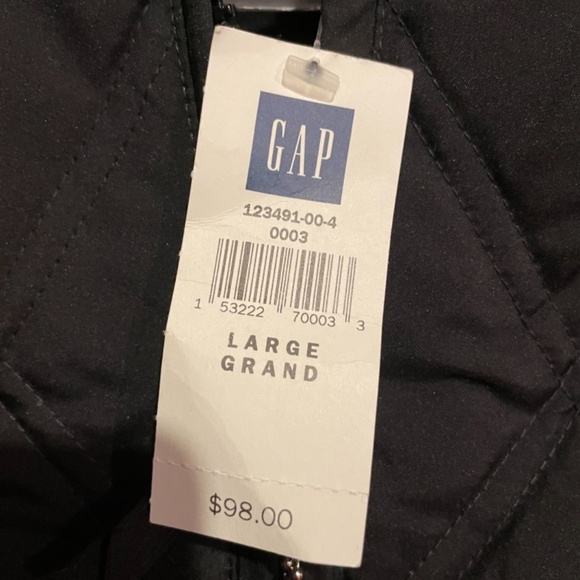 GAP
123491-00-4
0003
1 53222 70003 3
LARGE
GRAND
$98.00